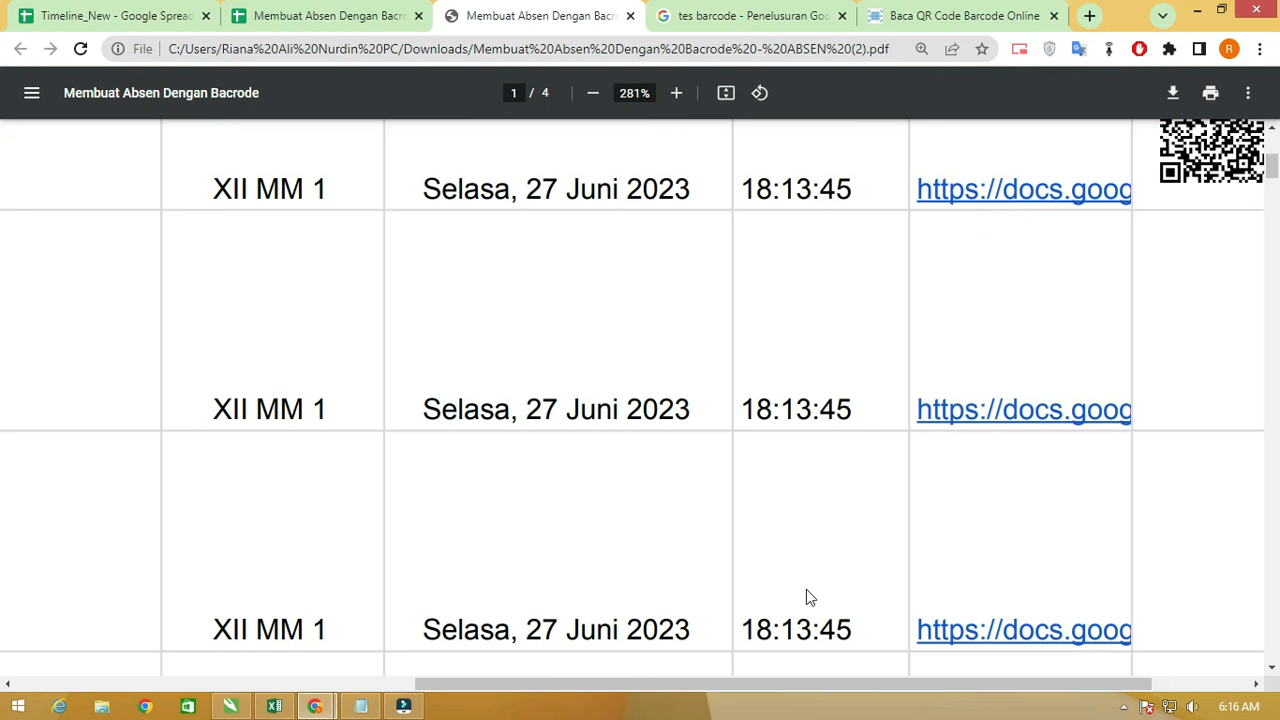 Timeline_New - Google Spread
Membuat Absen Dengan Bacro
Membuat Absen Dengan Bacr
tes barcode - Penelusuran Goo
Baca QR Code Barcode Online
File
C:/Users/Riana%20Ali%20Nurdin%20PC/Downloads/Membuat%20Absen%20Dengan%20Bacrode%20-%20ABSEN%20(2).pdf
R
Membuat Absen Dengan Bacrode
1 / 4
281%
XII MM 1 Selasa, 27 Juni 2023 18:13:45 https://docs.goog
XII MM 1 Selasa, 27 Juni 2023 18:13:45 https://docs.goog
XII MM 1 Selasa, 27 Juni 2023 18:13:45 https://docs.goog
6:16 AM